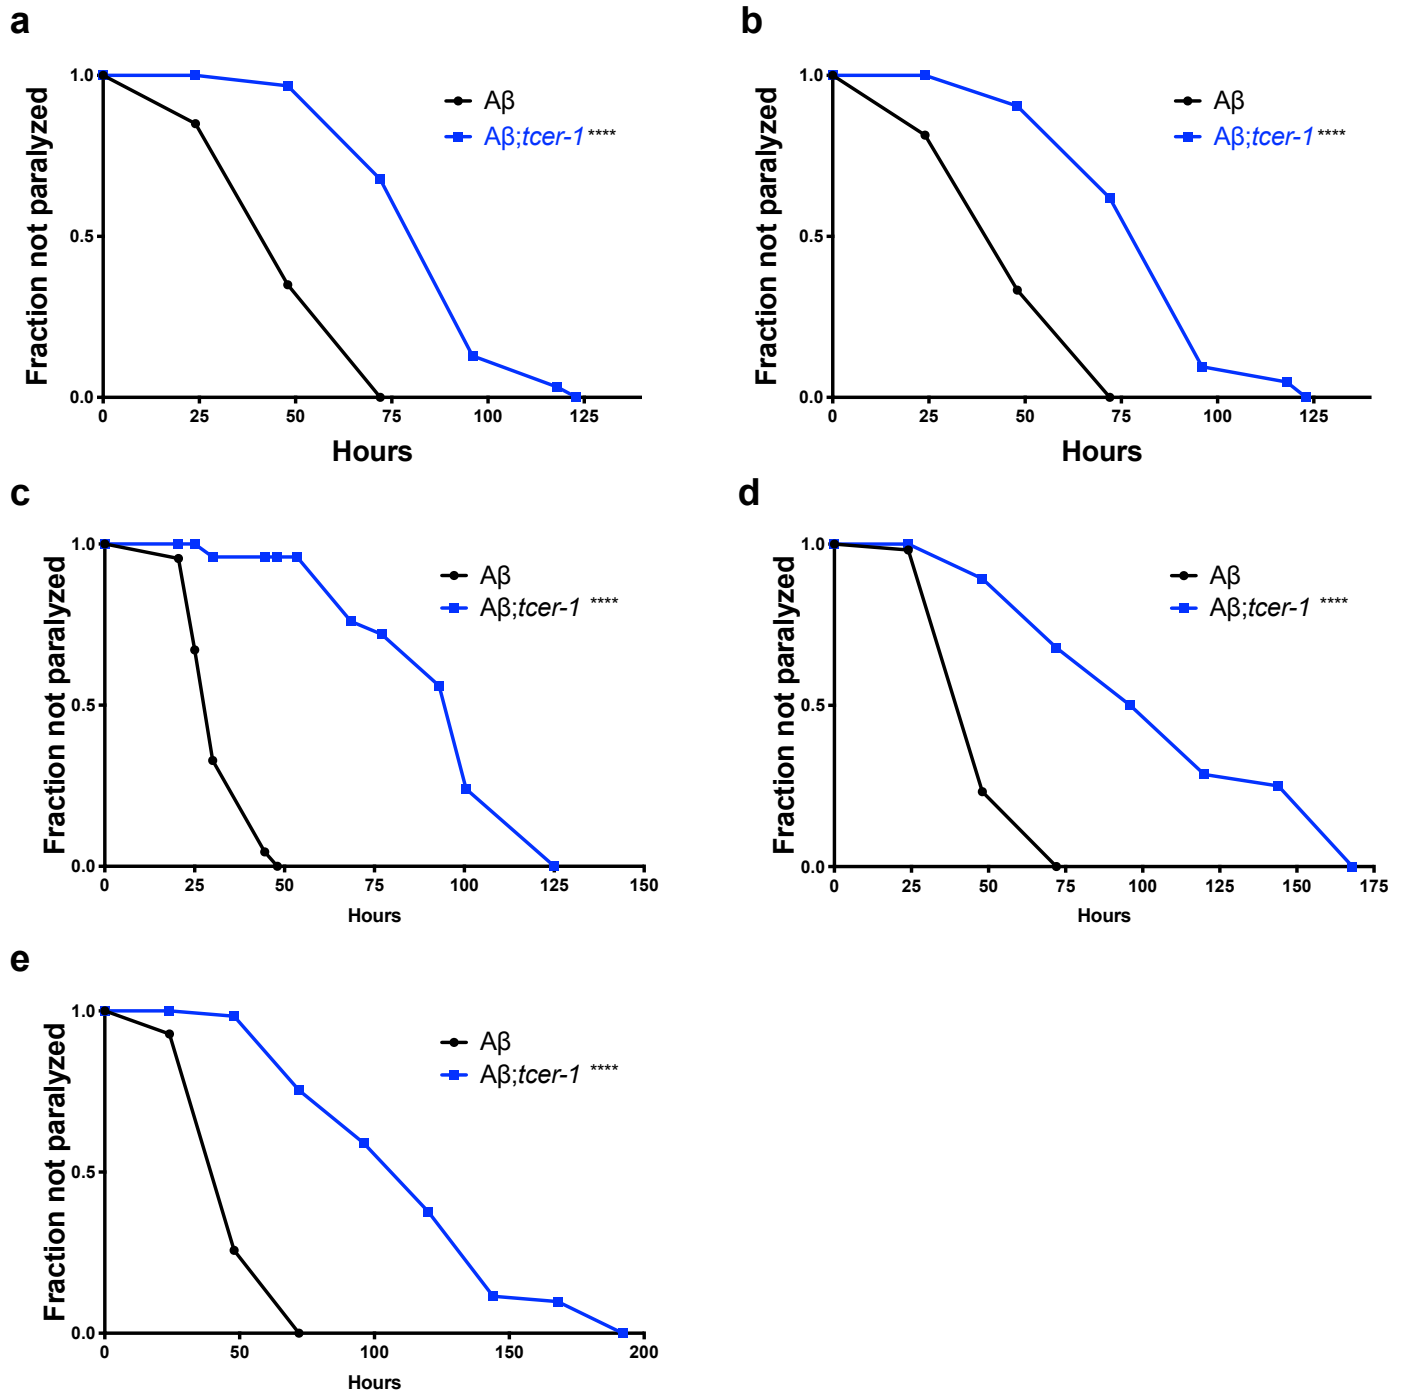 a
1.0
0.5
0.0
Fraction not paralyzed
0 25 50 75 100 125
Hours
Aβ
Aβ;tcer-1 ****
b
1.0
0.5
0.0
Fraction not paralyzed
0 25 50 75 100 125
Hours
Aβ
Aβ;tcer-1 ****
c
1.0
0.5
0.0
Fraction not paralyzed
0 25 50 75 100 125 150
Hours
Aβ
Aβ;tcer-1 ****
d
1.0
0.5
0.0
Fraction not paralyzed
0 25 50 75 100 125 150 175
Hours
Aβ
Aβ;tcer-1 ****
e
1.0
0.5
0.0
Fraction not paralyzed
0 50 100 150 200
Hours
Aβ
Aβ;tcer-1 ****